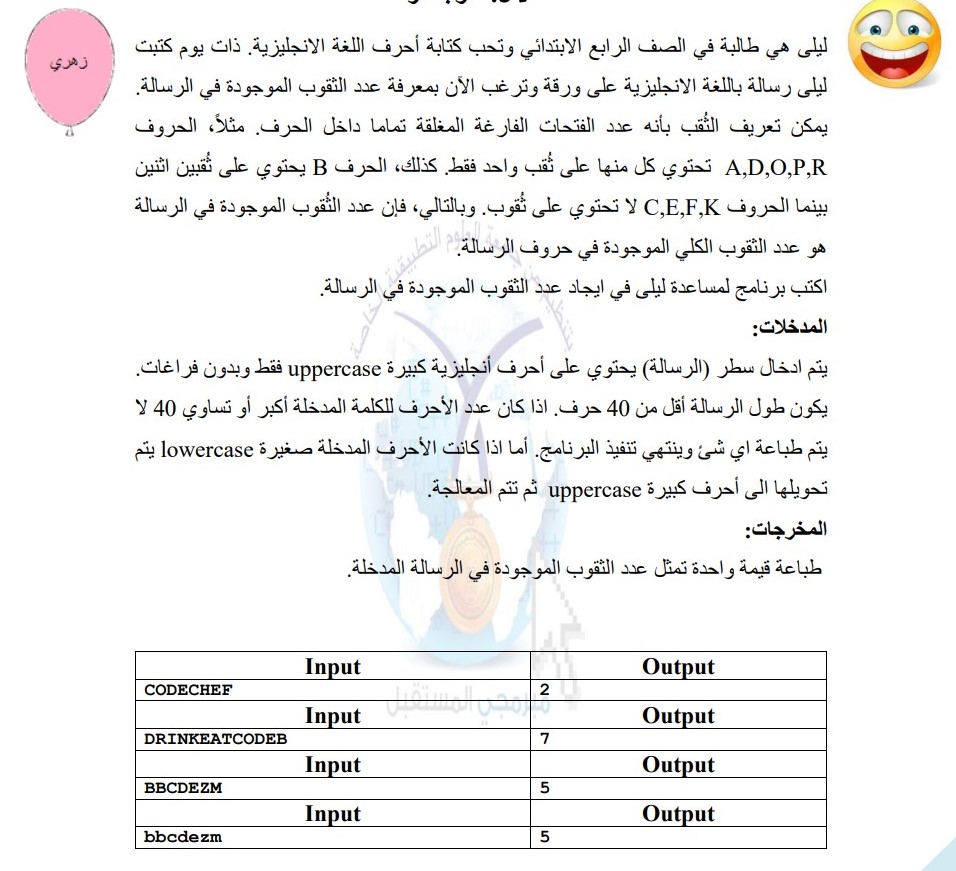 زهري
ليلى هي طالبة في الصف الرابع الابتدائي وتحب كتابة أحرف اللغة الانجليزية. ذات يوم كتبت
ليلى رسالة باللغة الانجليزية على ورقة وترغب الآن بمعرفة عدد الثقوب الموجودة في الرسالة.
يمكن تعريف الثُقب بأنه عدد الفتحات الفارغة المغلقة تماما داخل الحرف. مثلاً، الحروف
A,D,O,P,R تحتوي كل منها على ثُقب واحد فقط. كذلك، الحرف B يحتوي على ثُقبين اثنين
بينما الحروف C,E,F,K لا تحتوي على ثُقوب. وبالتالي، فإن عدد الثُقوب الموجودة في الرسالة
هو عدد الثقوب الكلي الموجودة في حروف الرسالة.
اكتب برنامج لمساعدة ليلى في ايجاد عدد الثقوب الموجودة في الرسالة.
المدخلات:
يتم ادخال سطر (الرسالة) يحتوي على أحرف أنجليزية كبيرة uppercase فقط وبدون فراغات.
يكون طول الرسالة أقل من 40 حرف. اذا كان عدد الأحرف للكلمة المدخلة أكبر أو تساوي 40 لا
يتم طباعة اي شئ وينتهي تنفيذ البرنامج. أما اذا كانت الأحرف المدخلة صغيرة lowercase يتم
تحويلها الى أحرف كبيرة uppercase ثم تتم المعالجة.
المخرجات:
طباعة قيمة واحدة تمثل عدد الثقوب الموجودة في الرسالة المدخلة.
Input Output
CODECHEF 2
Input Output
DRINKEATCODEB 7
Input Output
BBCDEZM 5
Input Output
bbcdezm 5
مبرمجي المستقبل